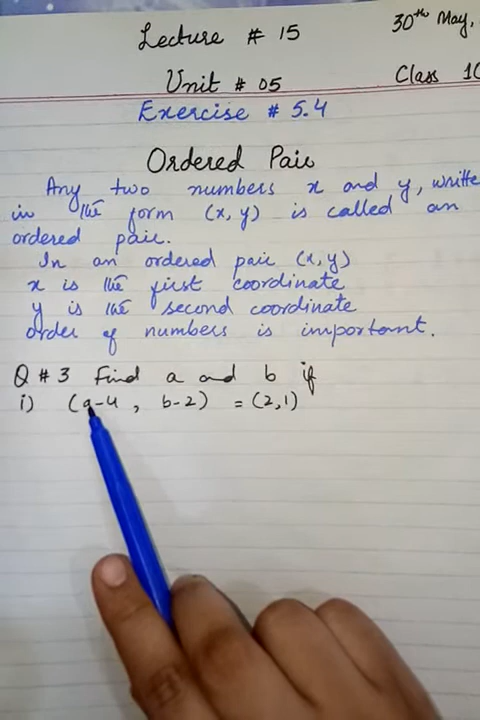 Lecture # 15
30th May,
Unit # 05
Class 10
Exercise # 5.4
Ordered Pair
Any two numbers x and y, writte
in the form (x, y) is called an
ordered pair.
In an ordered pair (x, y)
x is the first coordinate
y is the second coordinate
order of numbers is important.
Q # 3 Find a and b if
i) (a-4, b-2) = (2,1)